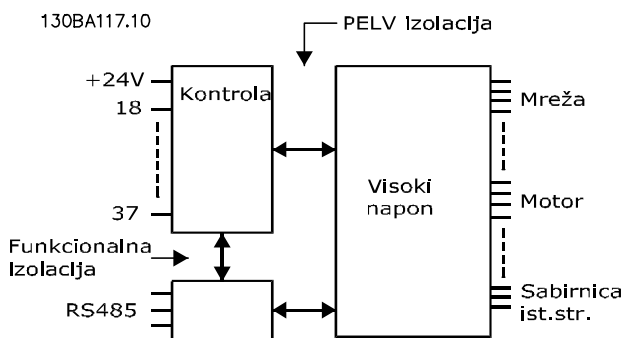 130BA117.10
PELV Izolacija
+24V
Kontrola
18
Mreža
Visoki
napon
37
Motor
Funkcionalna
Izolacija
RS485
Sabirnica
ist.str.